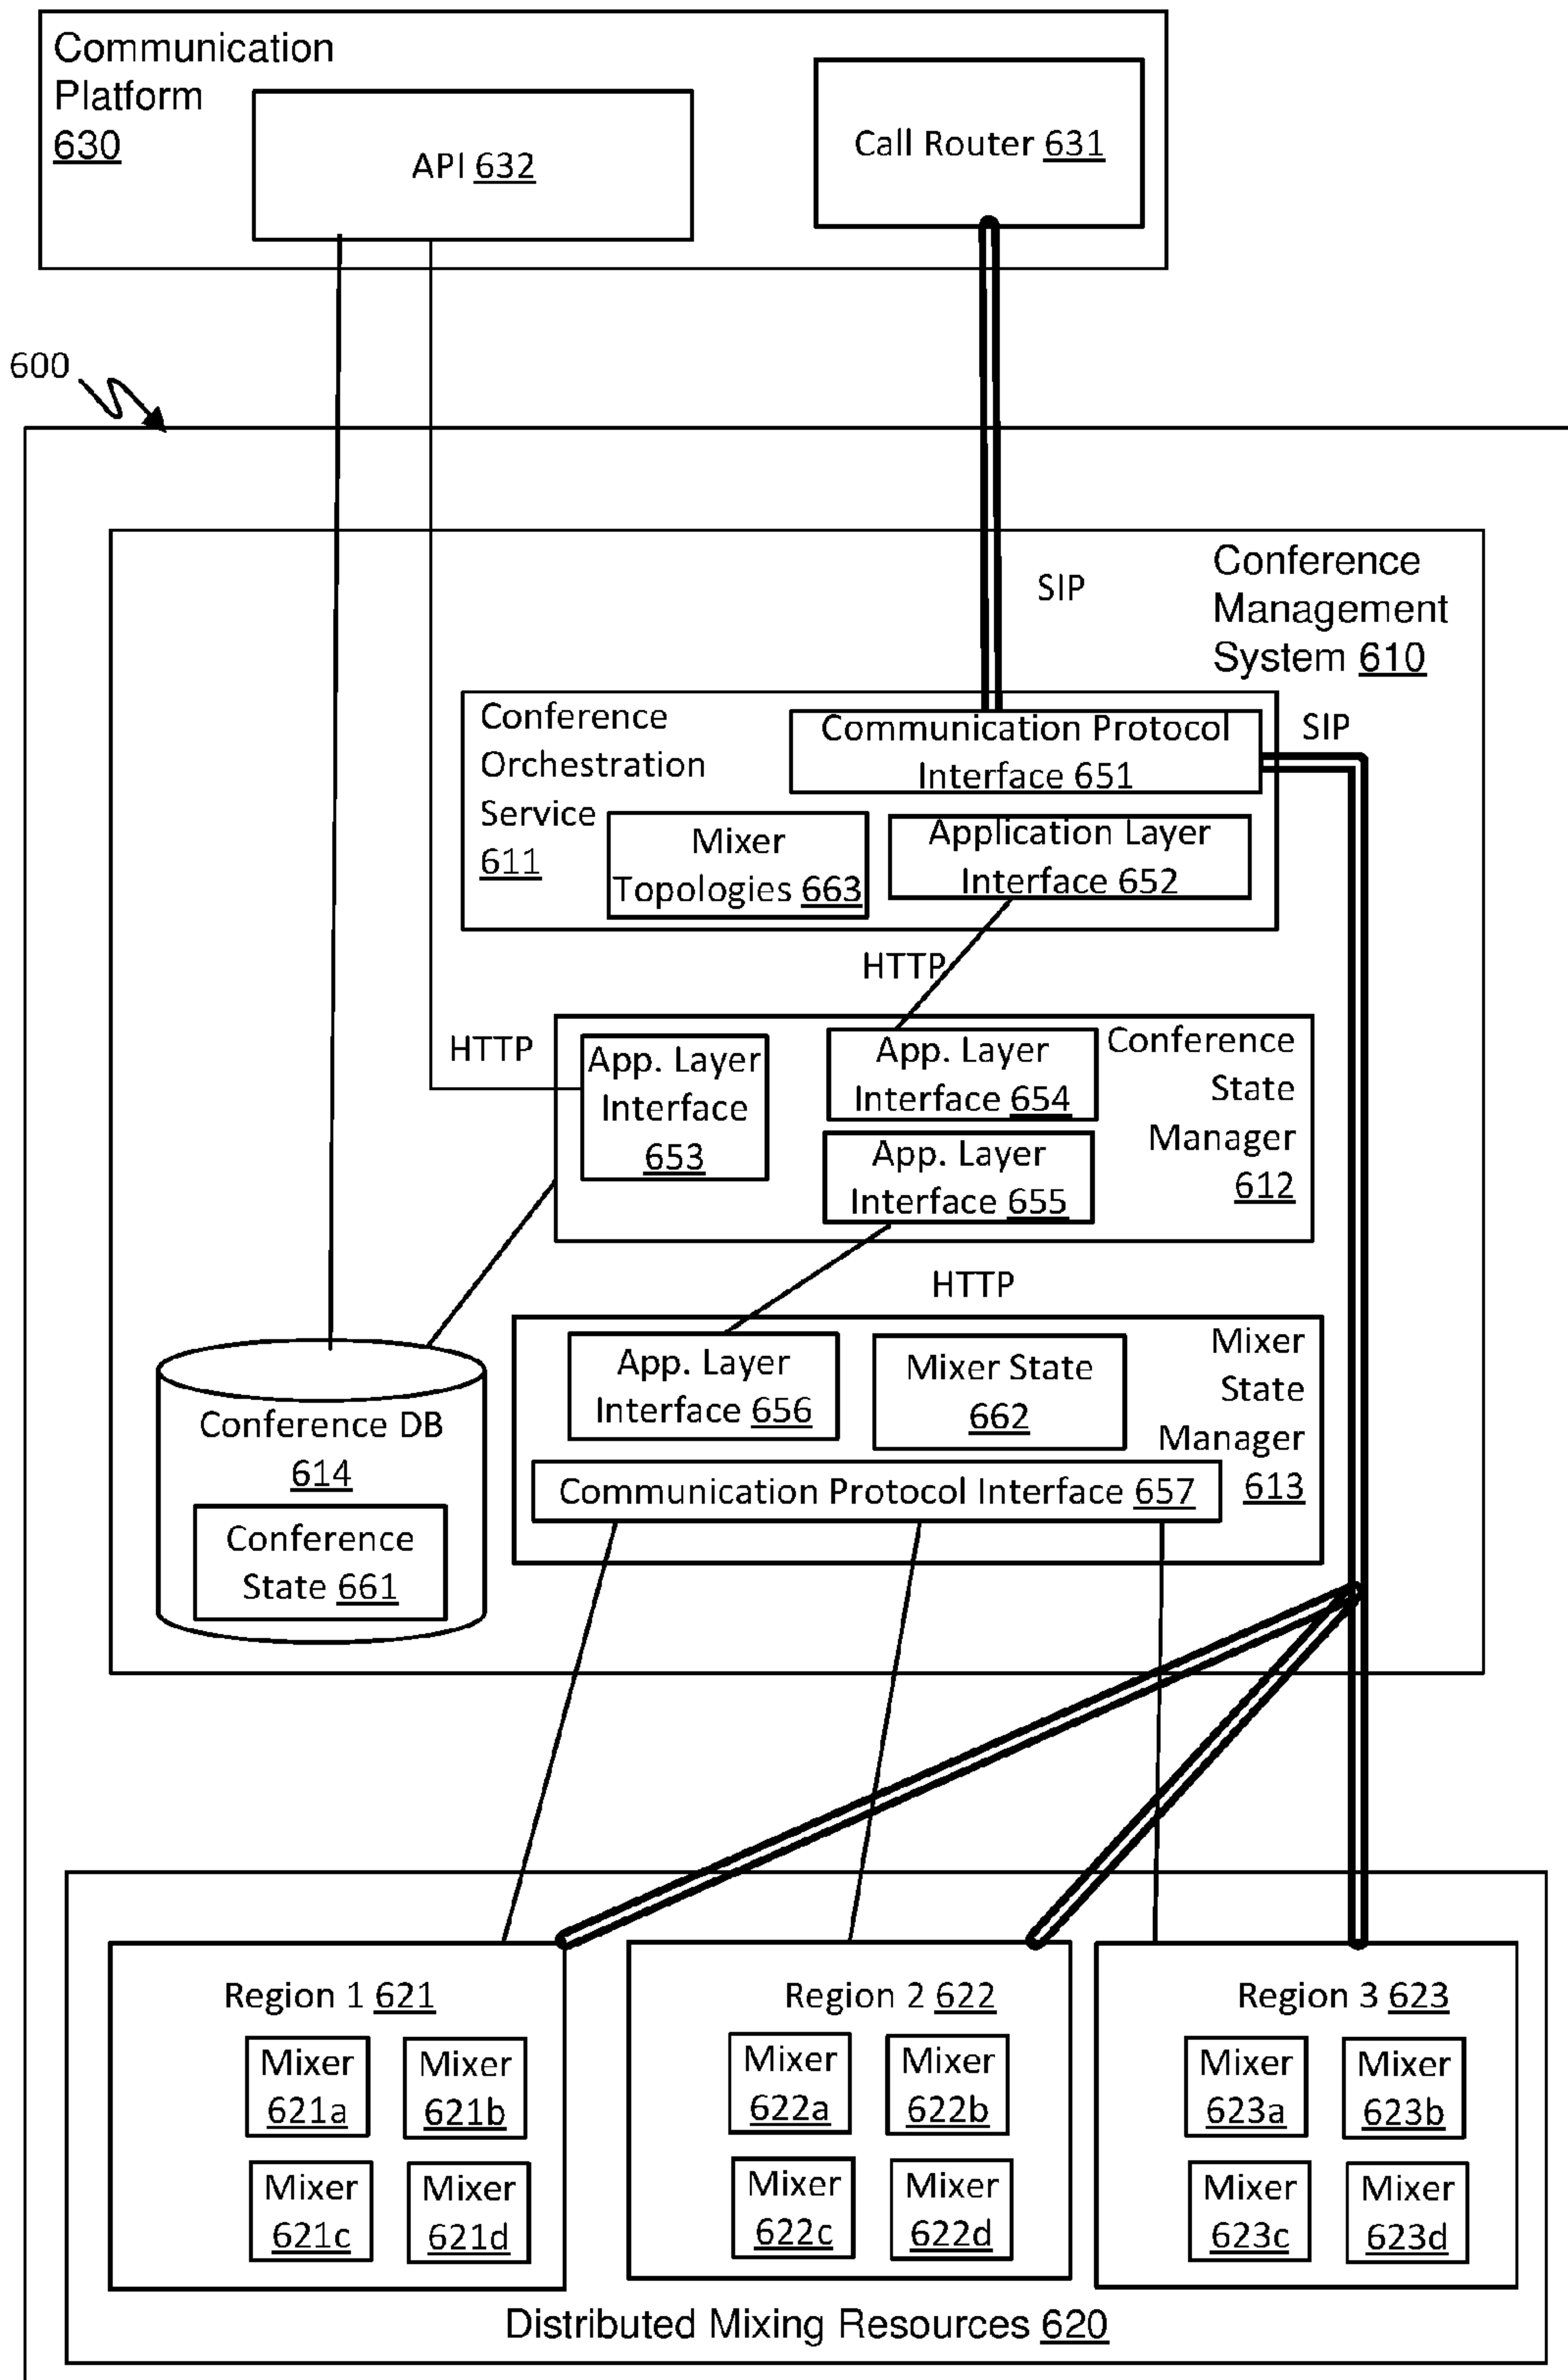 Communication
Platform
630
API 632
Call Router 631
600
SIP
Conference
Management
System 610
Conference
Orchestration
Service
611
Communication Protocol
Interface 651
SIP
Mixer
Topologies 663
Application Layer
Interface 652
HTTP
HTTP
App. Layer
Interface
653
App. Layer
Interface 654
App. Layer
Interface 655
Conference
State
Manager
612
HTTP
App. Layer
Interface 656
Mixer State
662
Mixer
State
Manager
613
Communication Protocol Interface 657
Conference DB
614
Conference
State 661
Region 1 621
Mixer
621a
Mixer
621b
Mixer
621c
Mixer
621d
Region 2 622
Mixer
622a
Mixer
622b
Mixer
622c
Mixer
622d
Region 3 623
Mixer
623a
Mixer
623b
Mixer
623c
Mixer
623d
Distributed Mixing Resources 620